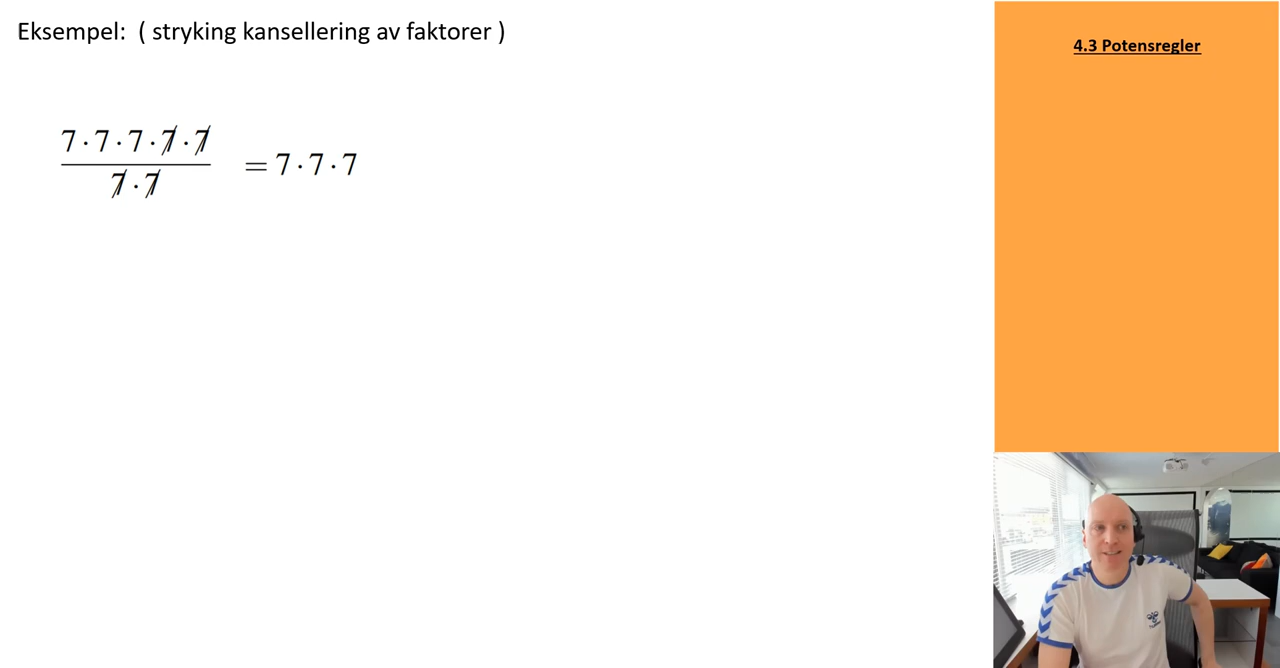 Eksempel: ( stryking kansellering av faktorer )
4.3 Potensregler
7 · 7 · 7 · 7 · 7
7 · 7
= 7 · 7 · 7